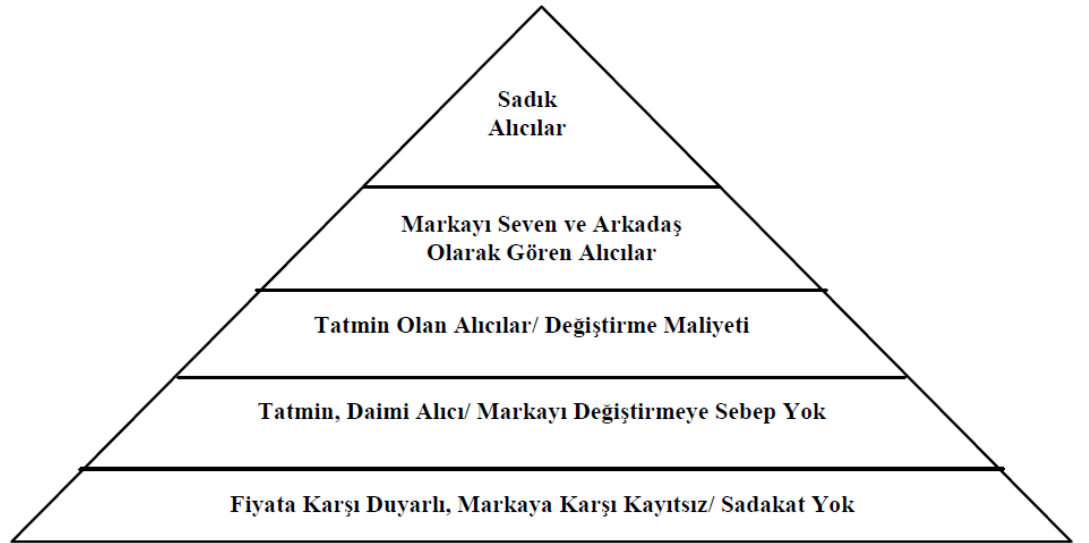 Sadık
Alıcılar
Markayı Seven ve Arkadaş
Olarak Gören Alıcılar
Tatmin Olan Alıcılar/ Değiştirme Maliyeti
Tatmin, Daimi Alıcı/ Markayı Değiştirmeye Sebep Yok
Fiyata Karşı Duyarlı, Markaya Karşı Kayıtsız/ Sadakat Yok